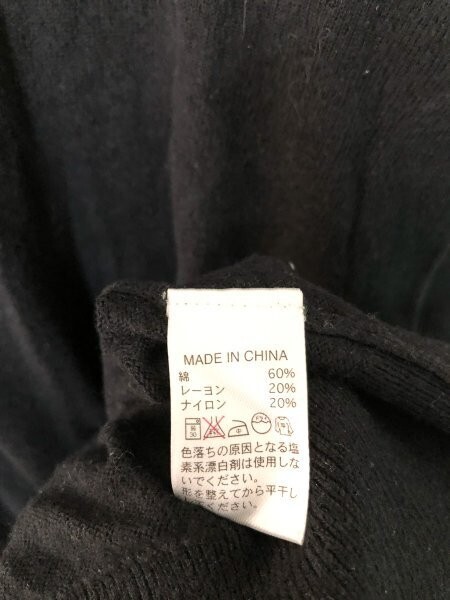 MADE IN CHINA
綿 60%
レーヨン 20%
ナイロン 20%
色落ちの原因となる塩
素系漂白剤は使用しな
いでください。
形を整えてから平干し
してください。